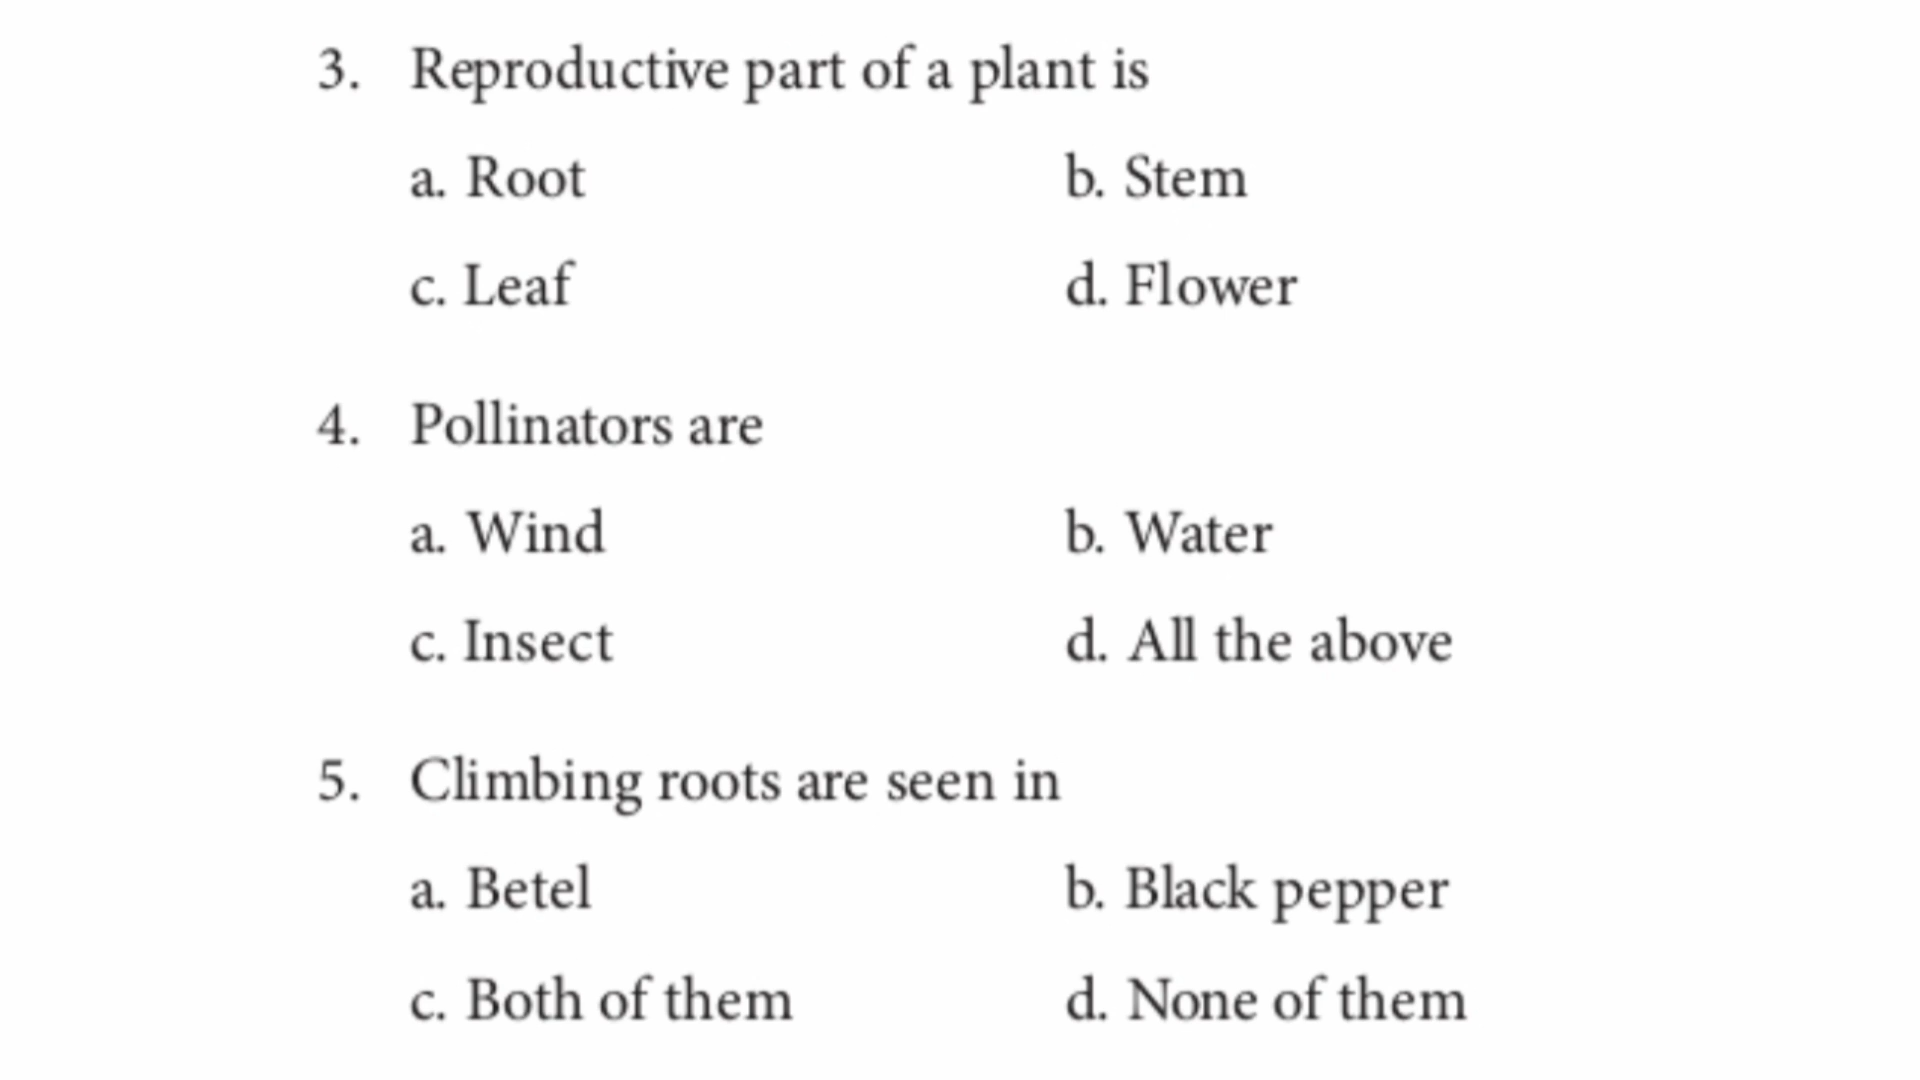 3. Reproductive part of a plant is
a. Root b. Stem
c. Leaf d. Flower
4. Pollinators are
a. Wind b. Water
c. Insect d. All the above
5. Climbing roots are seen in
a. Betel b. Black pepper
c. Both of them d. None of them